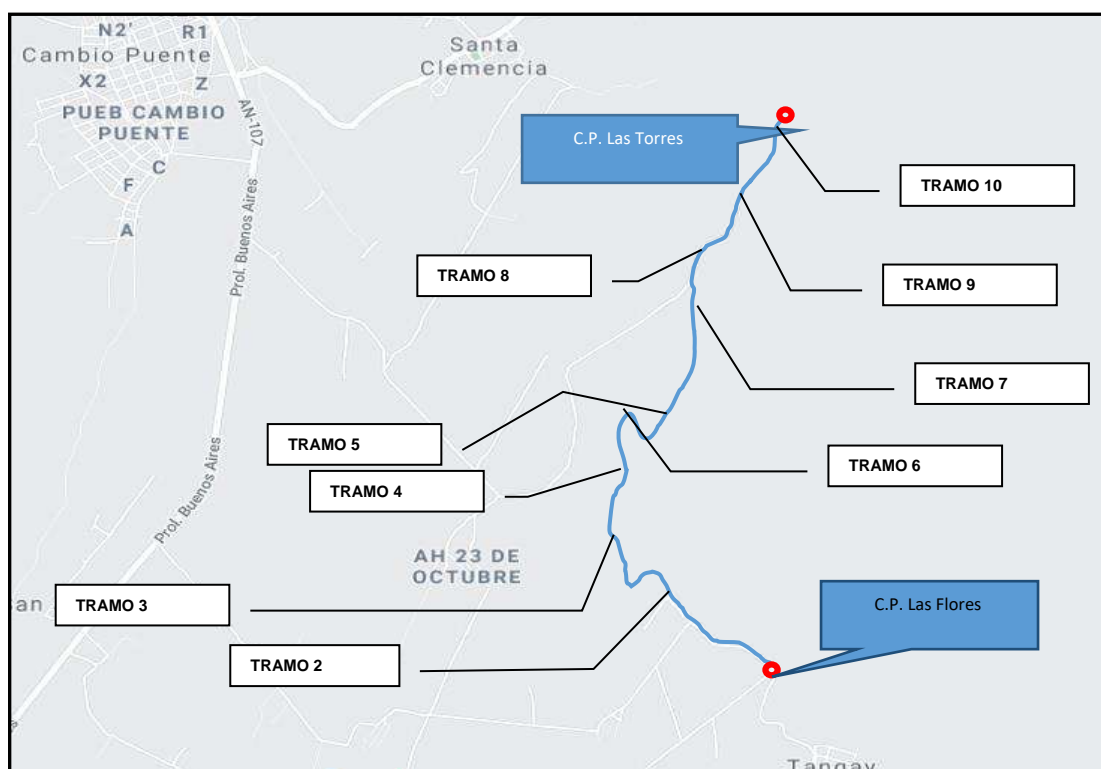 N2'
R1
Cambio Puente
X2
Z
PUEB CAMBIO
PUENTE
C
F
A
Santa
Clemencia
AN-107
Prol. Buenos Aires
Prol. Buenos Aires
C.P. Las Torres
TRAMO 10
TRAMO 8
TRAMO 9
TRAMO 7
TRAMO 5
TRAMO 6
TRAMO 4
AH 23 DE
OCTUBRE
an
TRAMO 3
C.P. Las Flores
TRAMO 2
Tangay